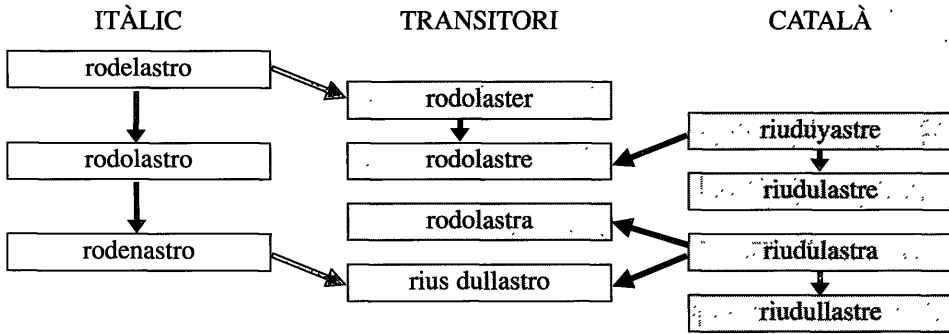 ITÀLIC TRANSITORI CATALÀ
rodelastro
rodolaster
riuduyastre
rodolastro
rodolastre
riudulastre
rodolastra
rodenastro
riudulastra
rius dullastro
riudullastre